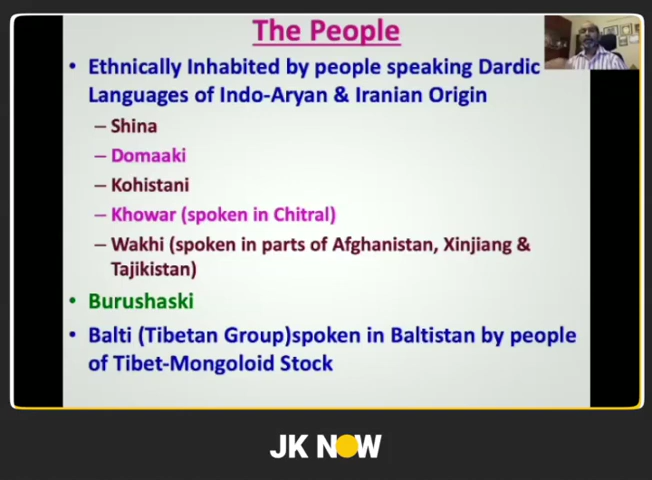 The People
• Ethnically Inhabited by people speaking Dardic
Languages of Indo-Aryan & Iranian Origin
– Shina
– Domaaki
– Kohistani
– Khowar (spoken in Chitral)
– Wakhi (spoken in parts of Afghanistan, Xinjiang &
Tajikistan)
• Burushaski
• Balti (Tibetan Group)spoken in Baltistan by people
of Tibet-Mongoloid Stock
JK NOW